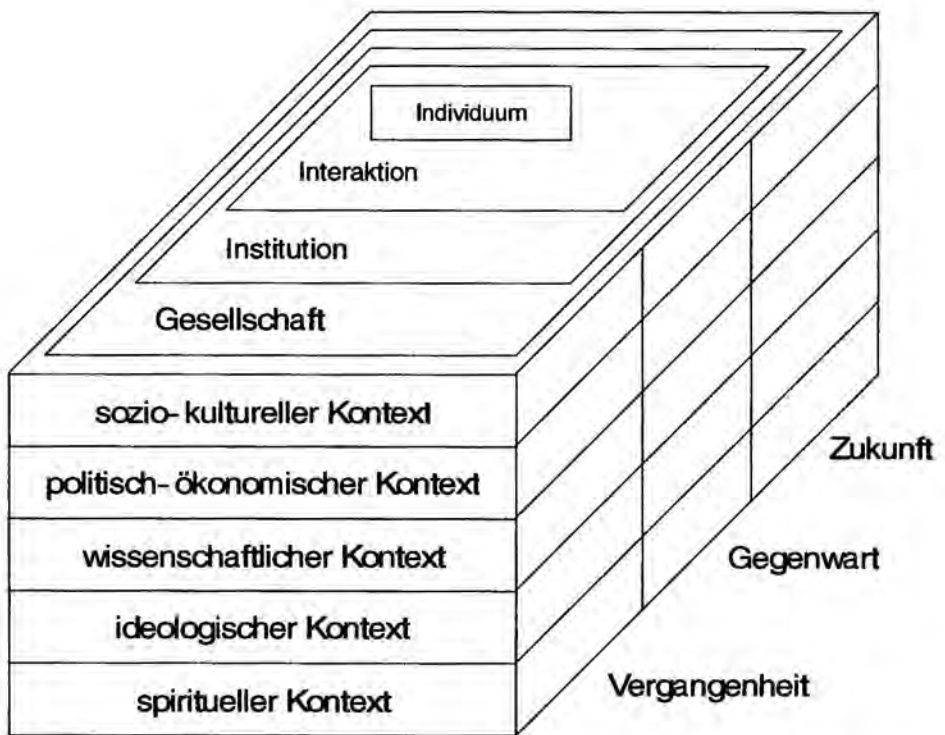 Individuum
Interaktion
Institution
Gesellschaft
sozio-kultureller Kontext
politisch-ökonomischer Kontext
wissenschaftlicher Kontext
ideologischer Kontext
spiritueller Kontext
Zukunft
Gegenwart
Vergangenheit